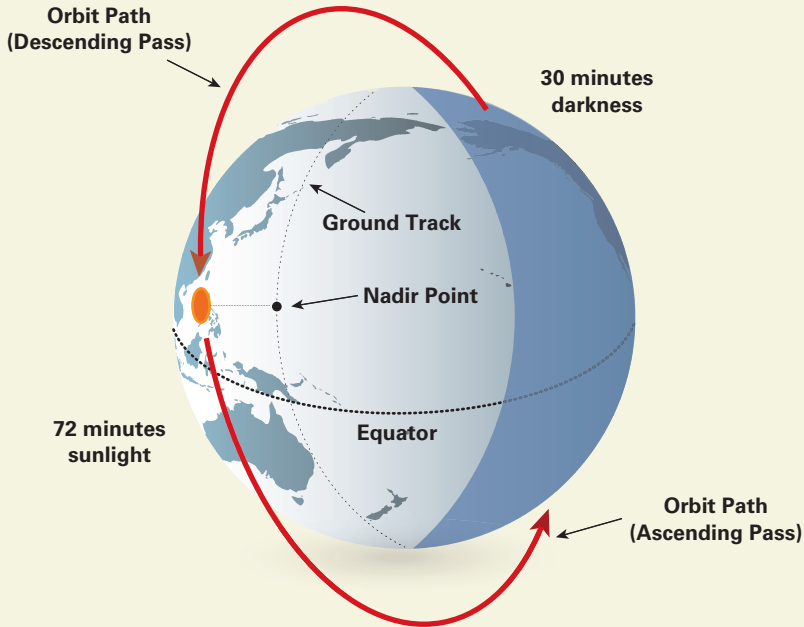 Orbit Path
(Descending Pass)
30 minutes
darkness
Ground Track
Nadir Point
72 minutes
sunlight
Equator
Orbit Path
(Ascending Pass)